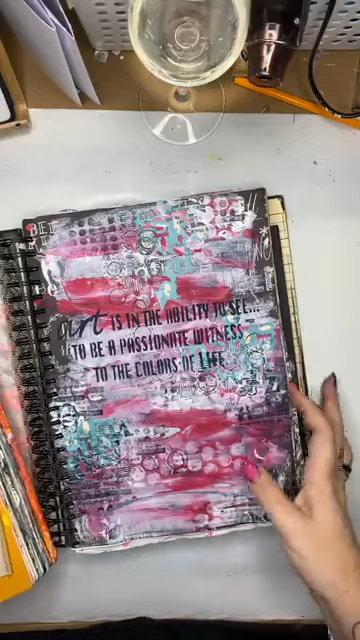 art IS IN THE ABILITY TO SEE...
TO BE A PASSIONATE WITNESS
TO THE COLORS of LIFE